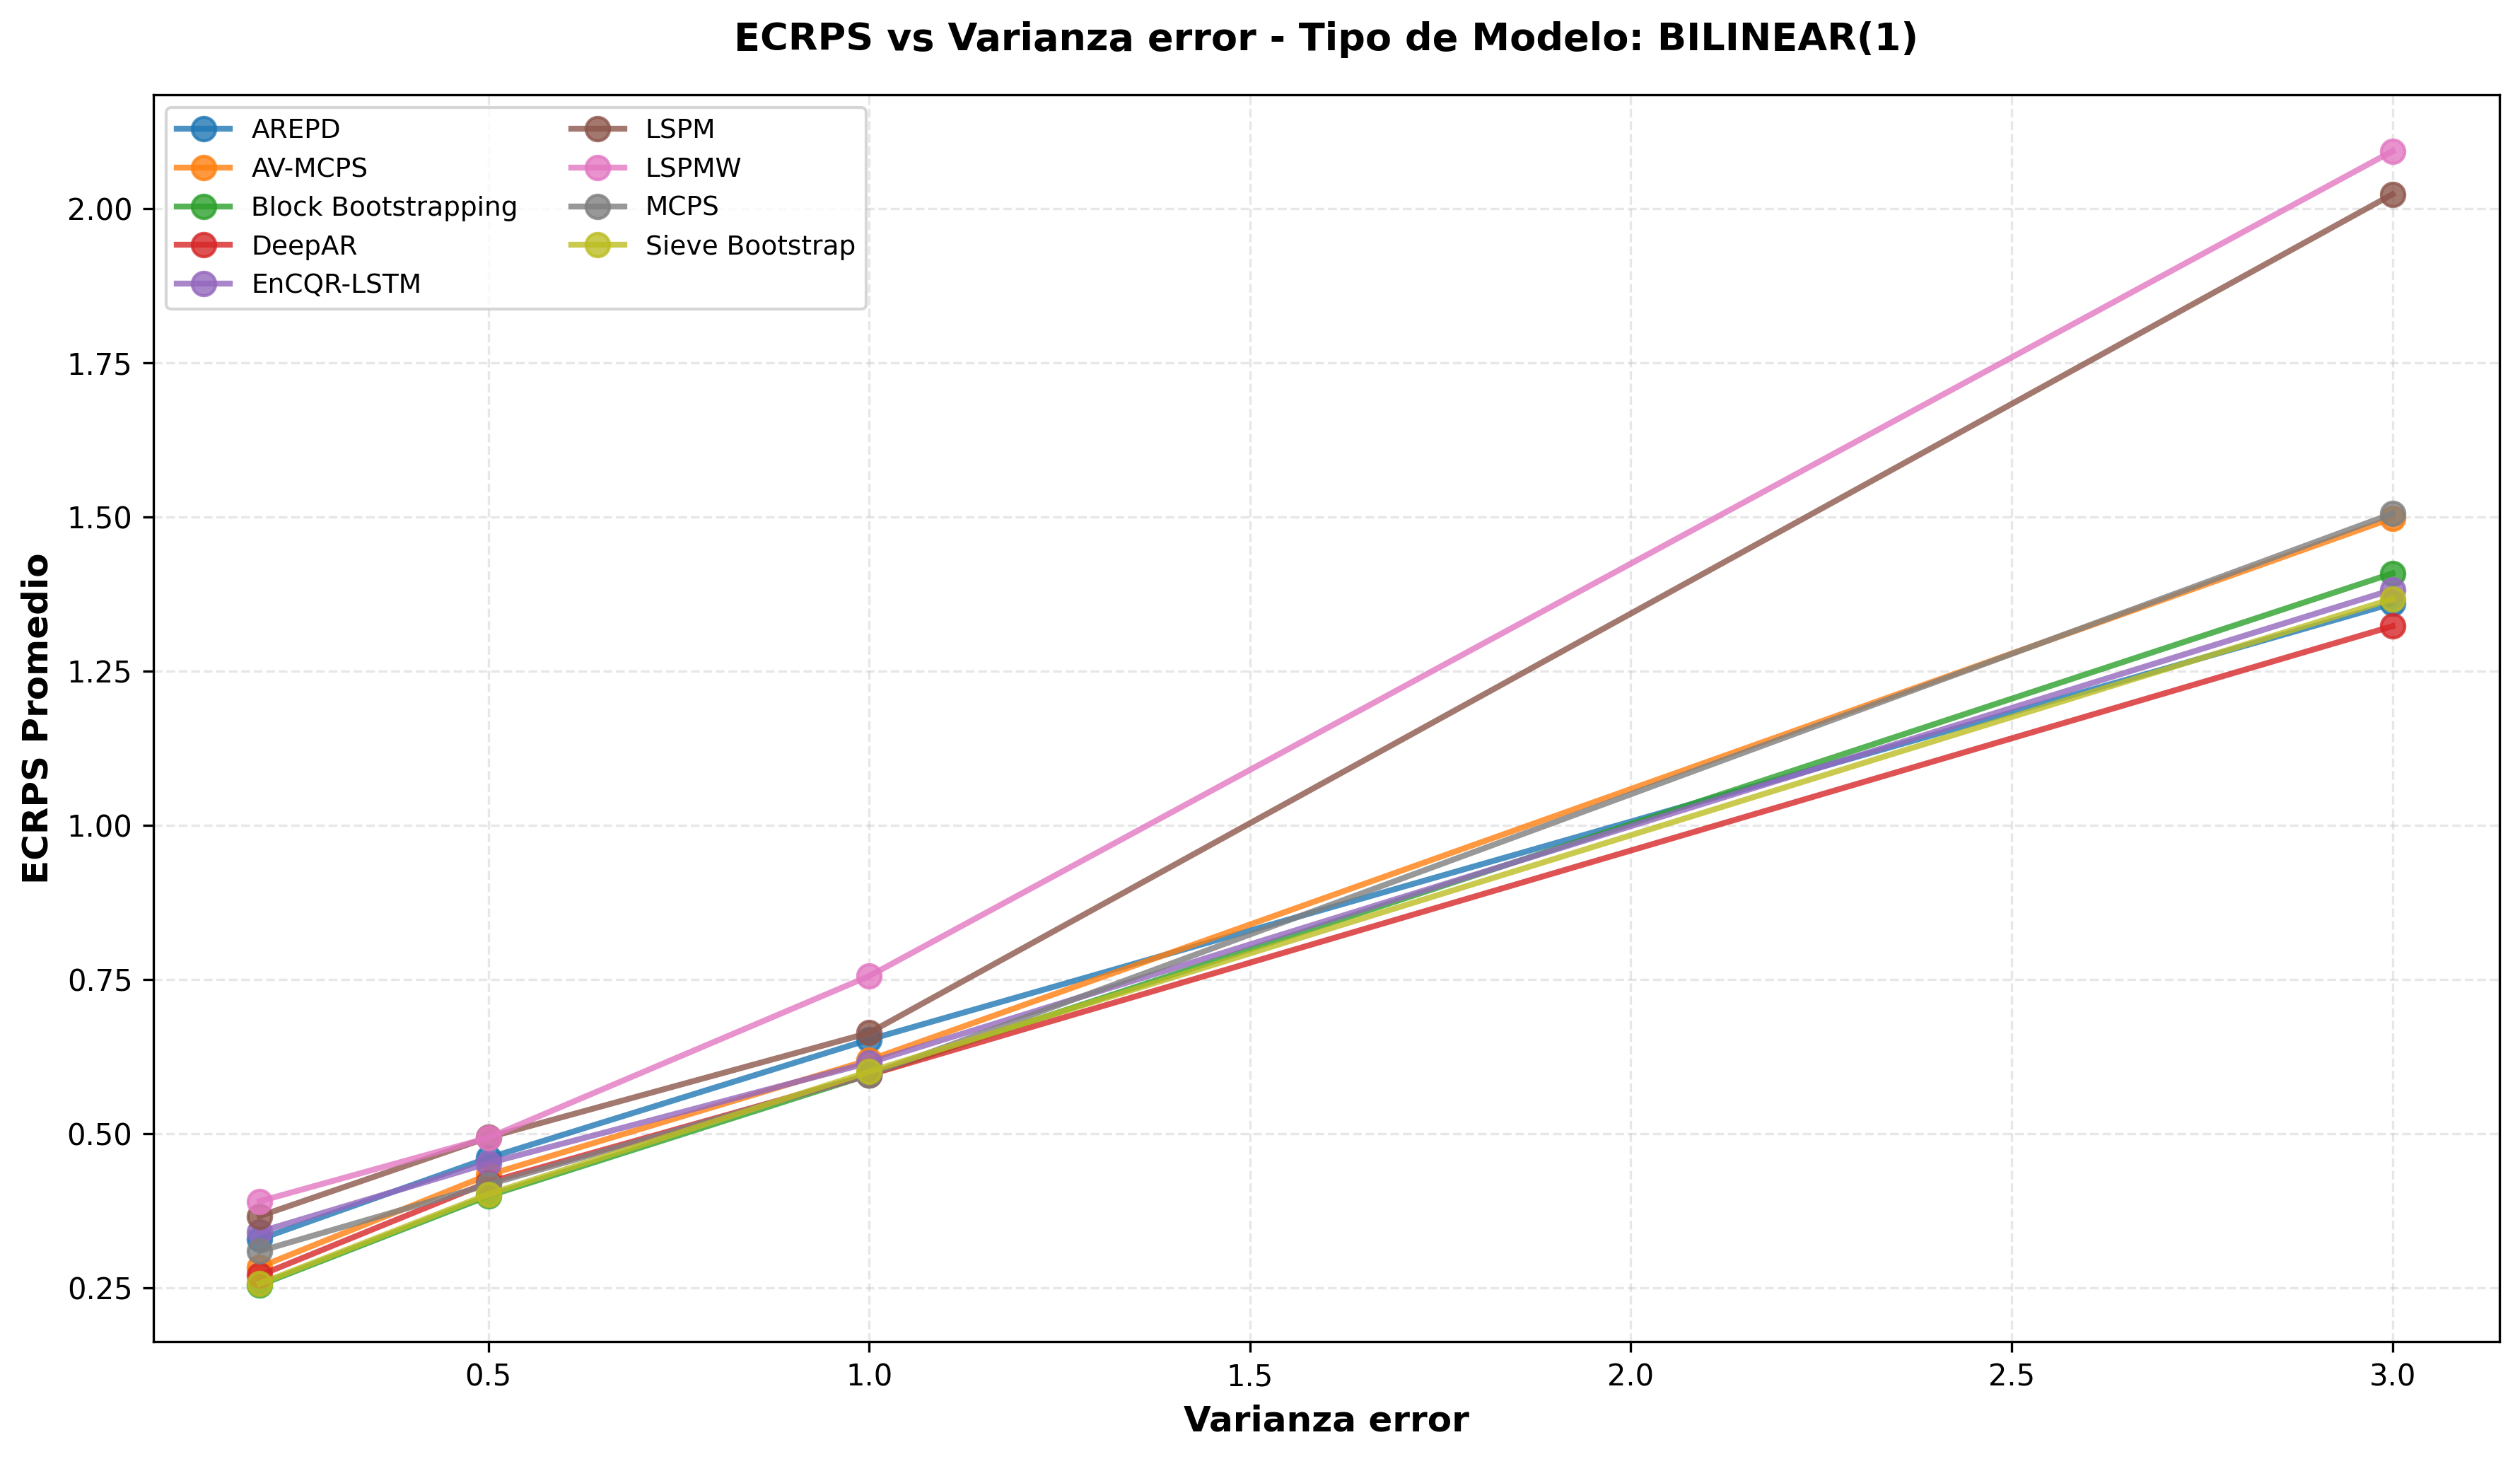 ECRPS vs Varianza error - Tipo de Modelo: BILINEAR(1)
AREPD
AV-MCPS
Block Bootstrapping
DeepAR
EnCQR-LSTM
LSPM
LSPMW
MCPS
Sieve Bootstrap
ECRPS Promedio
2.00
1.75
1.50
1.25
1.00
0.75
0.50
0.25
0.5 1.0 1.5 2.0 2.5 3.0
Varianza error